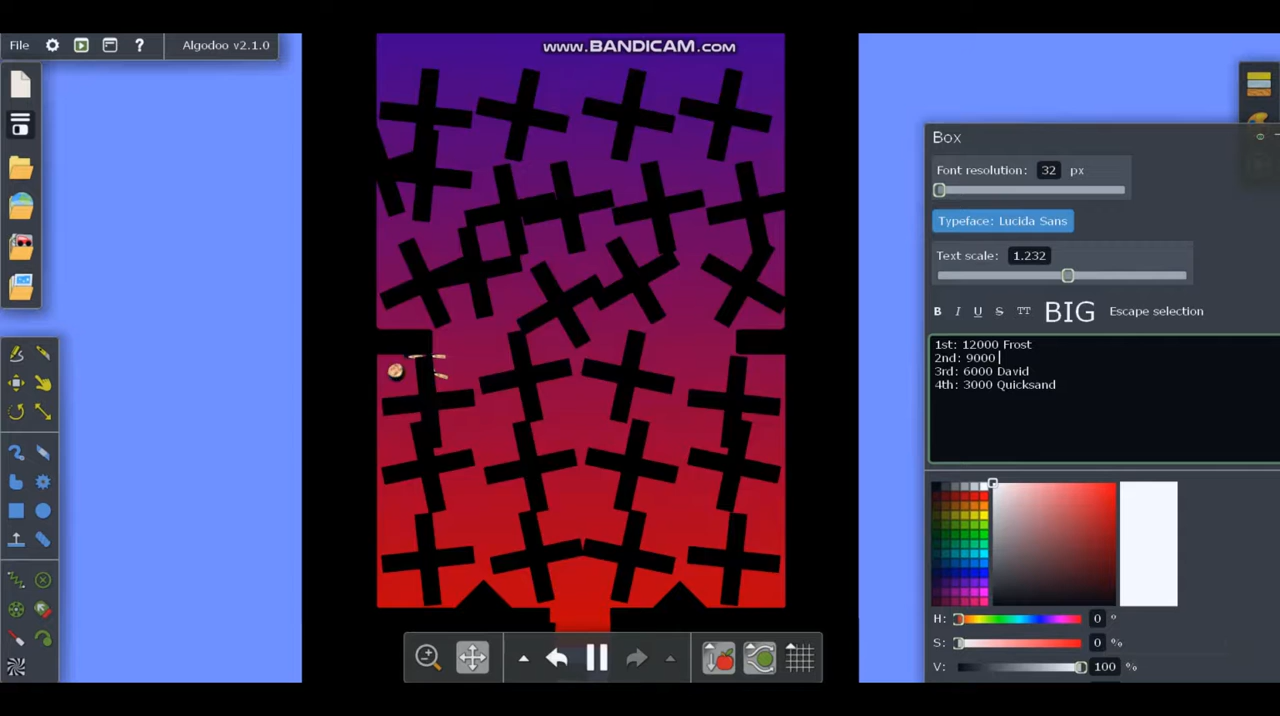 www.BANDICAM.com
File
? Algodoo v2.1.0
Box
Font resolution: 32 px
Typeface: Lucida Sans
Text scale: 1.232
B I U S TT BIG Escape selection
1st: 12000 Frost
2nd: 9000
3rd: 6000 David
4th: 3000 Quicksand
H: 0 °
S: 0 %
V: 100 %